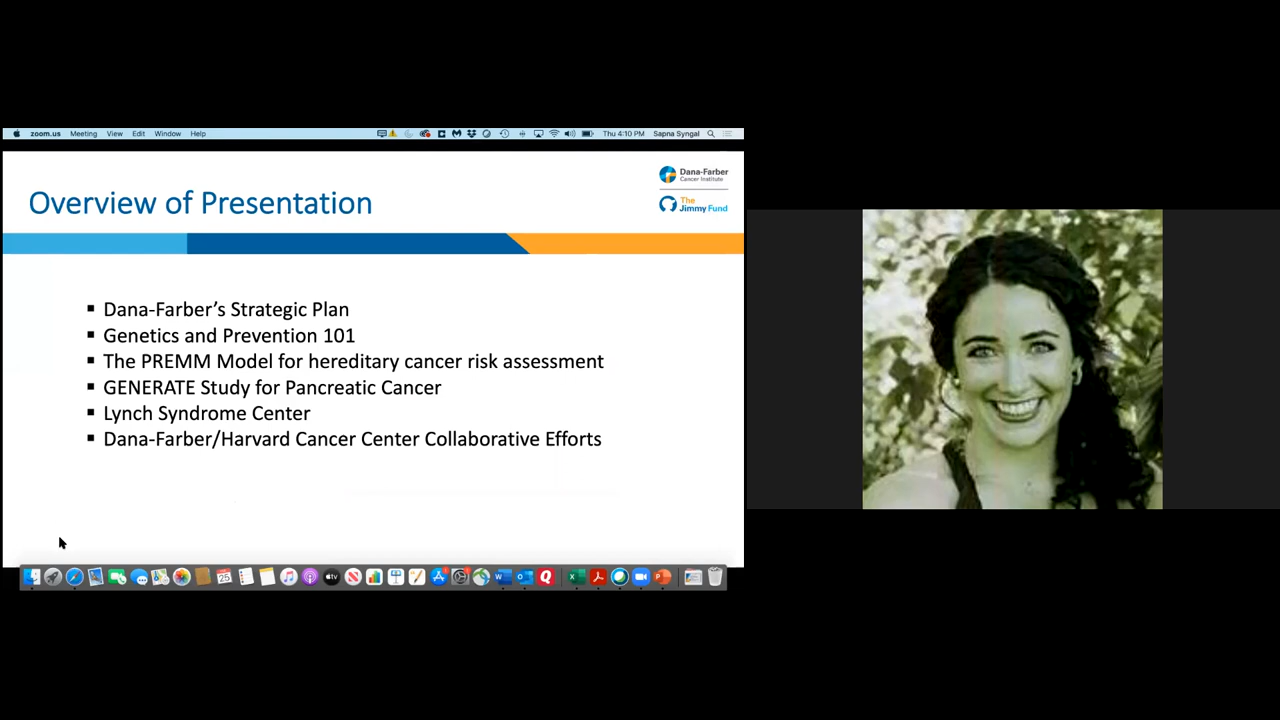 zoom.us Meeting View Edit Window Help Thu 4:10 PM Sapna Syngal
Dana-Farber
Cancer Institute
Overview of Presentation
The
Jimmy Fund
▪ Dana-Farber’s Strategic Plan
▪ Genetics and Prevention 101
▪ The PREMM Model for hereditary cancer risk assessment
▪ GENERATE Study for Pancreatic Cancer
▪ Lynch Syndrome Center
▪ Dana-Farber/Harvard Cancer Center Collaborative Efforts
25